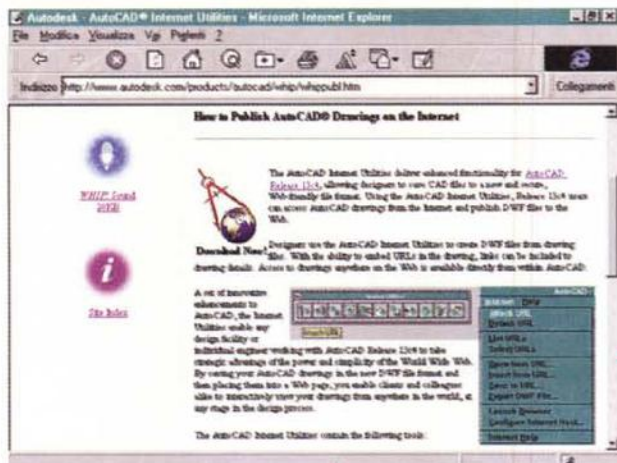 Autodesk - AutoCAD® Internet Utilities - Microsoft Internet Explorer
File Modifica Visualizza Vai Preferiti ?
Indirizzo http://www.autodesk.com/products/autocad/whip/whippubl.htm
Collegamenti
How to Publish AutoCAD® Drawings on the Internet
WHIP! Sound
Site Index
Download Now!
The AutoCAD Internet Utilities deliver enhanced functionality for AutoCAD
Release 13c4, allowing designers to save CAD files to a new and secure,
Web-friendly file format. Using the AutoCAD Internet Utilities, Release 13c4 users
can access AutoCAD drawings from the Internet and publish DWF files to the
Web.
Designers use the AutoCAD Internet Utilities to create DWF files from drawing
files. With the ability to embed URLs in the drawing, links can be included to
drawing details. Access to drawings anywhere on the Web is available directly from within AutoCAD.
A set of innovative
enhancements to
AutoCAD, the Internet
Utilities enable any
design facility or
individual engineer working with AutoCAD Release 13c4 to take
strategic advantage of the power and simplicity of the World Wide Web.
By saving your AutoCAD drawings in the new DWF file format and
then placing them into a Web page, you enable clients and colleagues
alike to interactively view your drawings from anywhere in the world, at
any stage in the design process.
Attach URL
AutoCAD
Internet Help
Attach URL
Detach URL
List URLs
Select URLs
Open from URL...
Insert from URL...
Save to URL...
Export DWF File...
Launch Browser
Configure Internet Host...
Internet Help
The AutoCAD Internet Utilities contain the following tools: